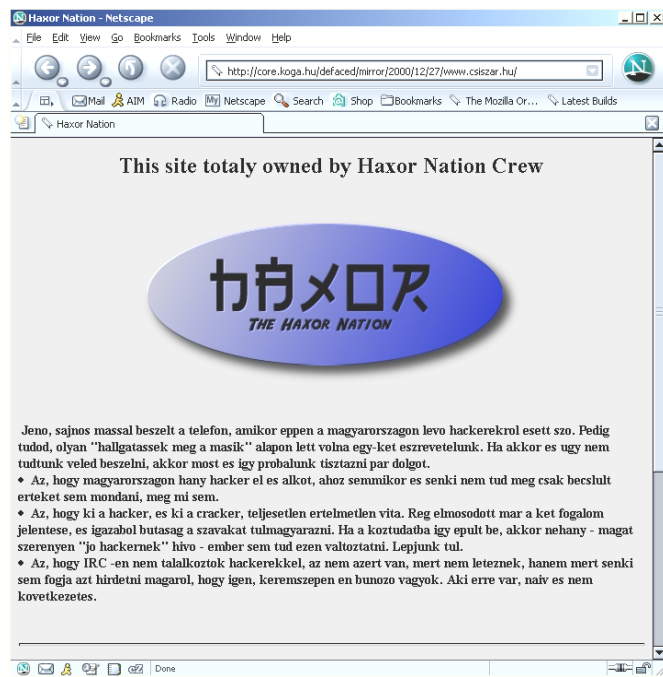 Haxor Nation - Netscape
File Edit View Go Bookmarks Tools Window Help
http://core.koga.hu/defaced/mirror/2000/12/27/www.csiszar.hu/
Mail AIM Radio My Netscape Search Shop Bookmarks The Mozilla Or... Latest Builds
Haxor Nation
This site totaly owned by Haxor Nation Crew
HAXOR
THE HAXOR NATION
Jeno, sajnos massal beszelt a telefon, amikor eppen a magyarorszagon levo hackerekrol esett szo. Pedig
tudod, olyan "hallgatassek meg a masik" alapon lett volna egy-ket eszrevetelunk. Ha akkor es ugy nem
tudtunk veled beszelni, akkor most es igy probalunk tisztazni par dolgot.
♦ Az, hogy magyarorszagon hany hacker el es alkot, ahoz semmikor es senki nem tud meg csak becslult
erteket sem mondani, meg mi sem.
♦ Az, hogy ki a hacker, es ki a cracker, teljesetlen ertelmetlen vita. Reg elmosodott mar a ket fogalom
jelentese, es igazabol butasag a szavakat tulmagyarazni. Ha a koztudatba igy epult be, akkor nehany - magat
szerenyen "jo hackernek" hivo - ember sem tud ezen valtoztatni. Lepjunk tul.
♦ Az, hogy IRC -en nem talalkoztok hackerekkel, az nem azert van, mert nem leteznek, hanem mert senki
sem fogja azt hirdetni magarol, hogy igen, keremszepen en bunozo vagyok. Aki erre var, naiv es nem
kovetkezetes.
Done